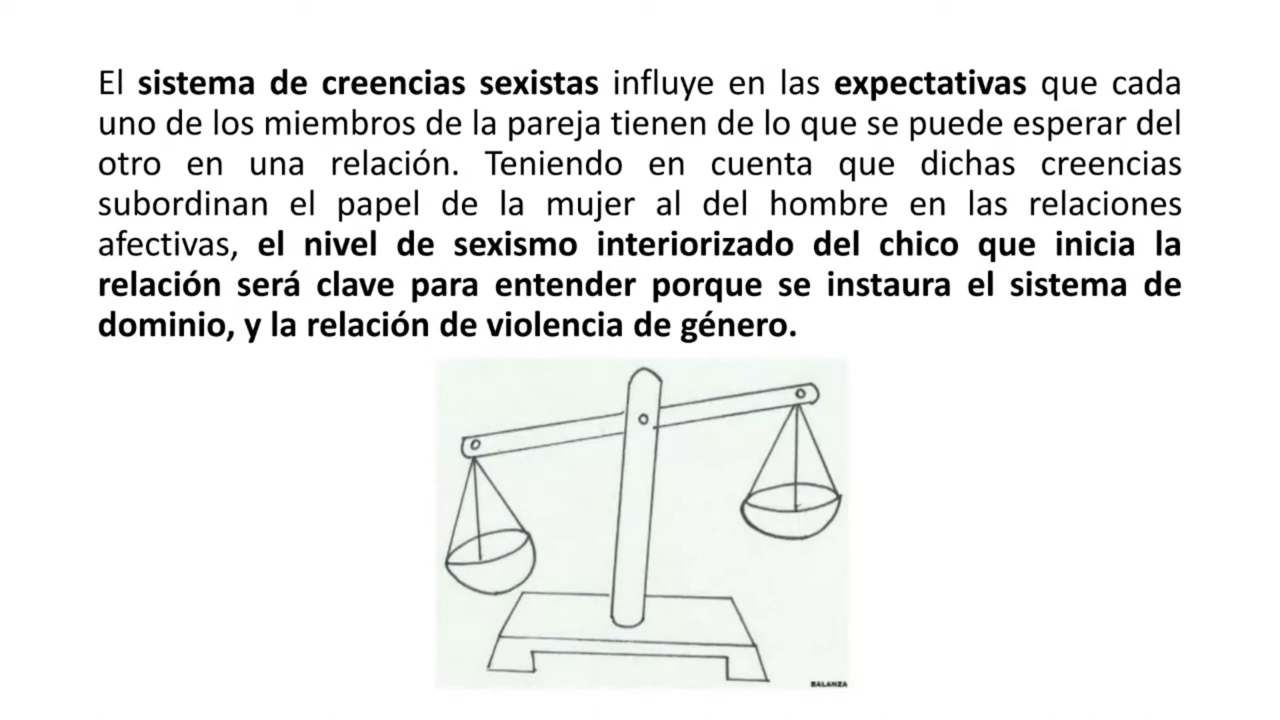 El sistema de creencias sexistas influye en las expectativas que cada
uno de los miembros de la pareja tienen de lo que se puede esperar del
otro en una relación. Teniendo en cuenta que dichas creencias
subordinan el papel de la mujer al del hombre en las relaciones
afectivas, el nivel de sexismo interiorizado del chico que inicia la
relación será clave para entender porque se instaura el sistema de
dominio, y la relación de violencia de género.
BALANZA